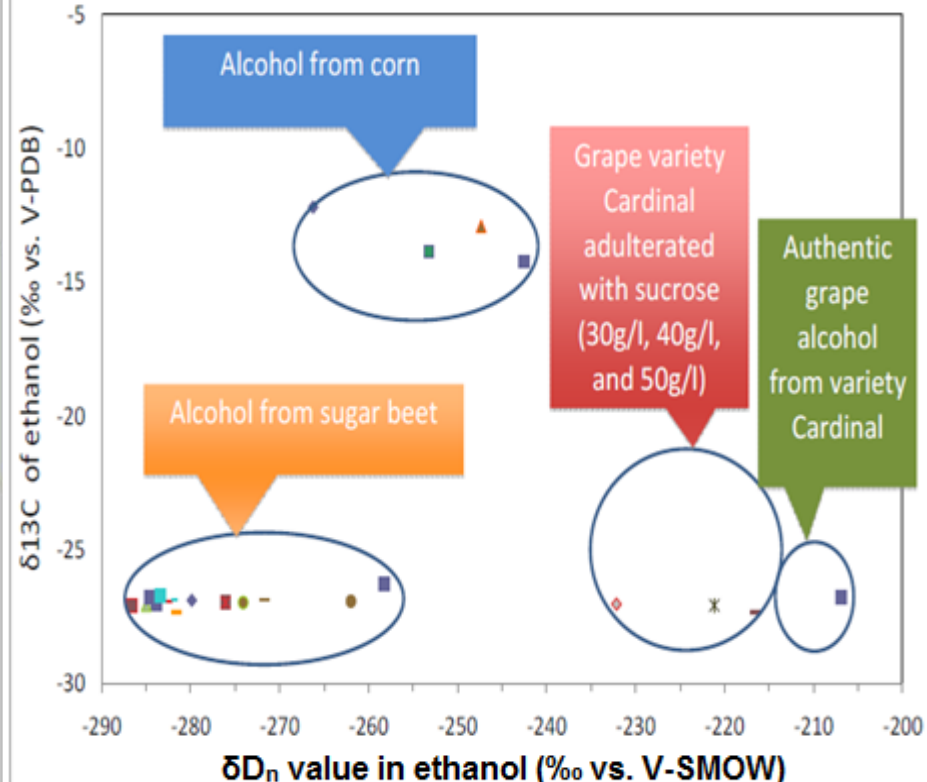 δ13C of ethanol (‰ vs. V-PDB)
-5
-10
-15
-20
-25
-30
Alcohol from corn
Grape variety
Cardinal
adulterated
with sucrose
(30g/l, 40g/l,
and 50g/l)
Authentic
grape
alcohol
from variety
Cardinal
Alcohol from sugar beet
-290
-280
-270
-260
-250
-240
-230
-220
-210
-200
δDₙ value in ethanol (‰ vs. V-SMOW)